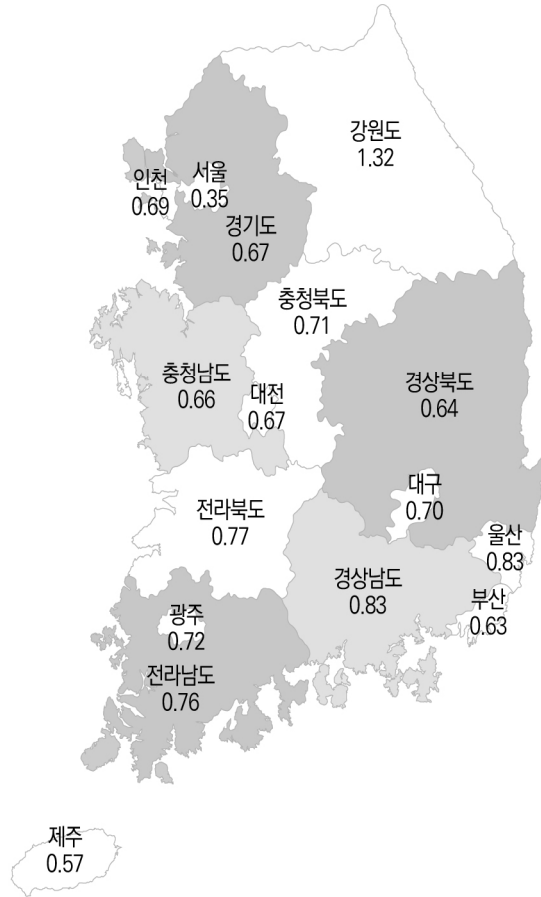 강원도
1.32
서울
0.35
인천
0.69
경기도
0.67
충청북도
0.71
충청남도
0.66
대전
0.67
경상북도
0.64
대구
0.70
전라북도
0.77
울산
0.83
경상남도
0.83
부산
0.63
광주
0.72
전라남도
0.76
제주
0.57